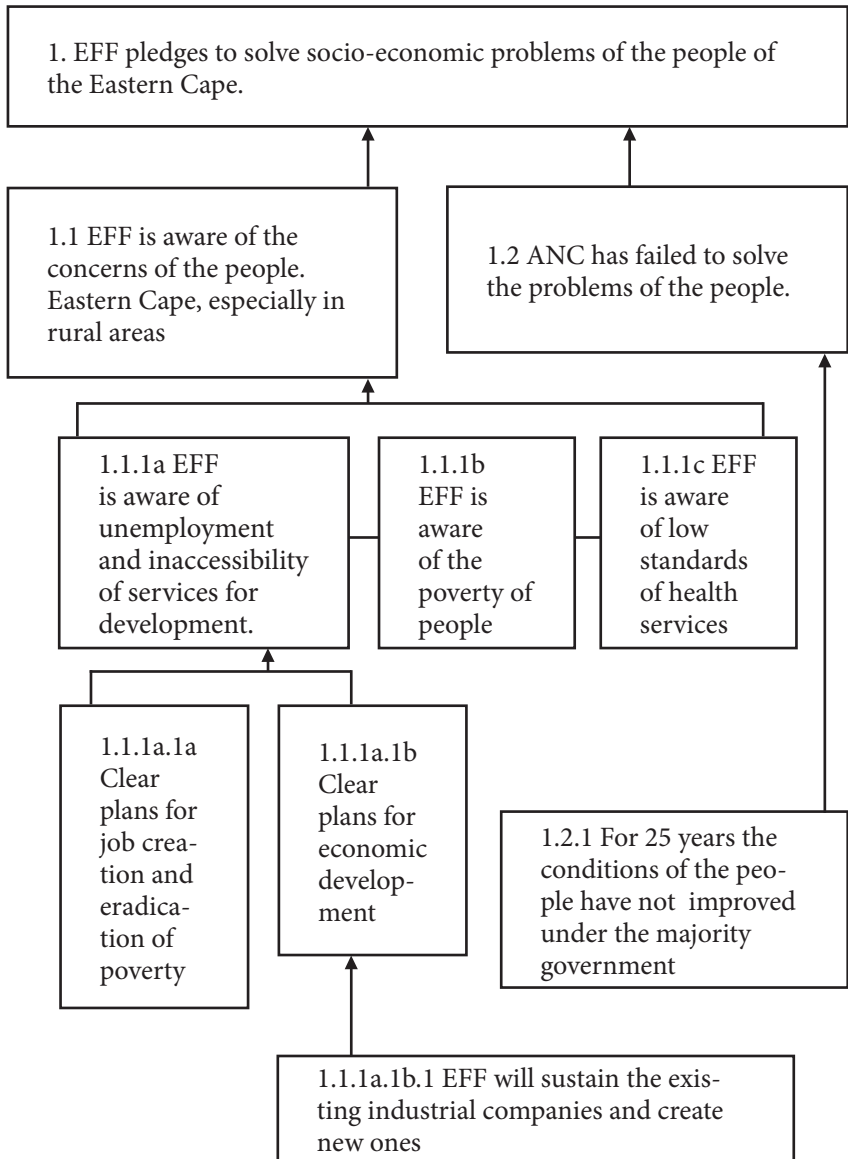 1. EFF pledges to solve socio-economic problems of the people of
the Eastern Cape.
1.1 EFF is aware of the
concerns of the people.
Eastern Cape, especially in
rural areas
1.2 ANC has failed to solve
the problems of the people.
1.1.1a EFF
is aware of
unemployment
and inaccessibility
of services for
development.
1.1.1b
EFF is
aware
of the
poverty of
people
1.1.1c EFF
is aware
of low
standards
of health
services
1.1.1a.1a
Clear
plans for
job crea-
tion and
eradica-
tion of
poverty
1.1.1a.1b
Clear
plans for
economic
develop-
ment
1.2.1 For 25 years the
conditions of the peo-
ple have not improved
under the majority
government
1.1.1a.1b.1 EFF will sustain the exis-
ting industrial companies and create
new ones